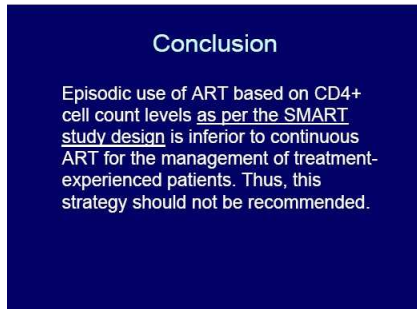 Conclusion
Episodic use of ART based on CD4+
cell count levels as per the SMART
study design is inferior to continuous
ART for the management of treatment-
experienced patients. Thus, this
strategy should not be recommended.